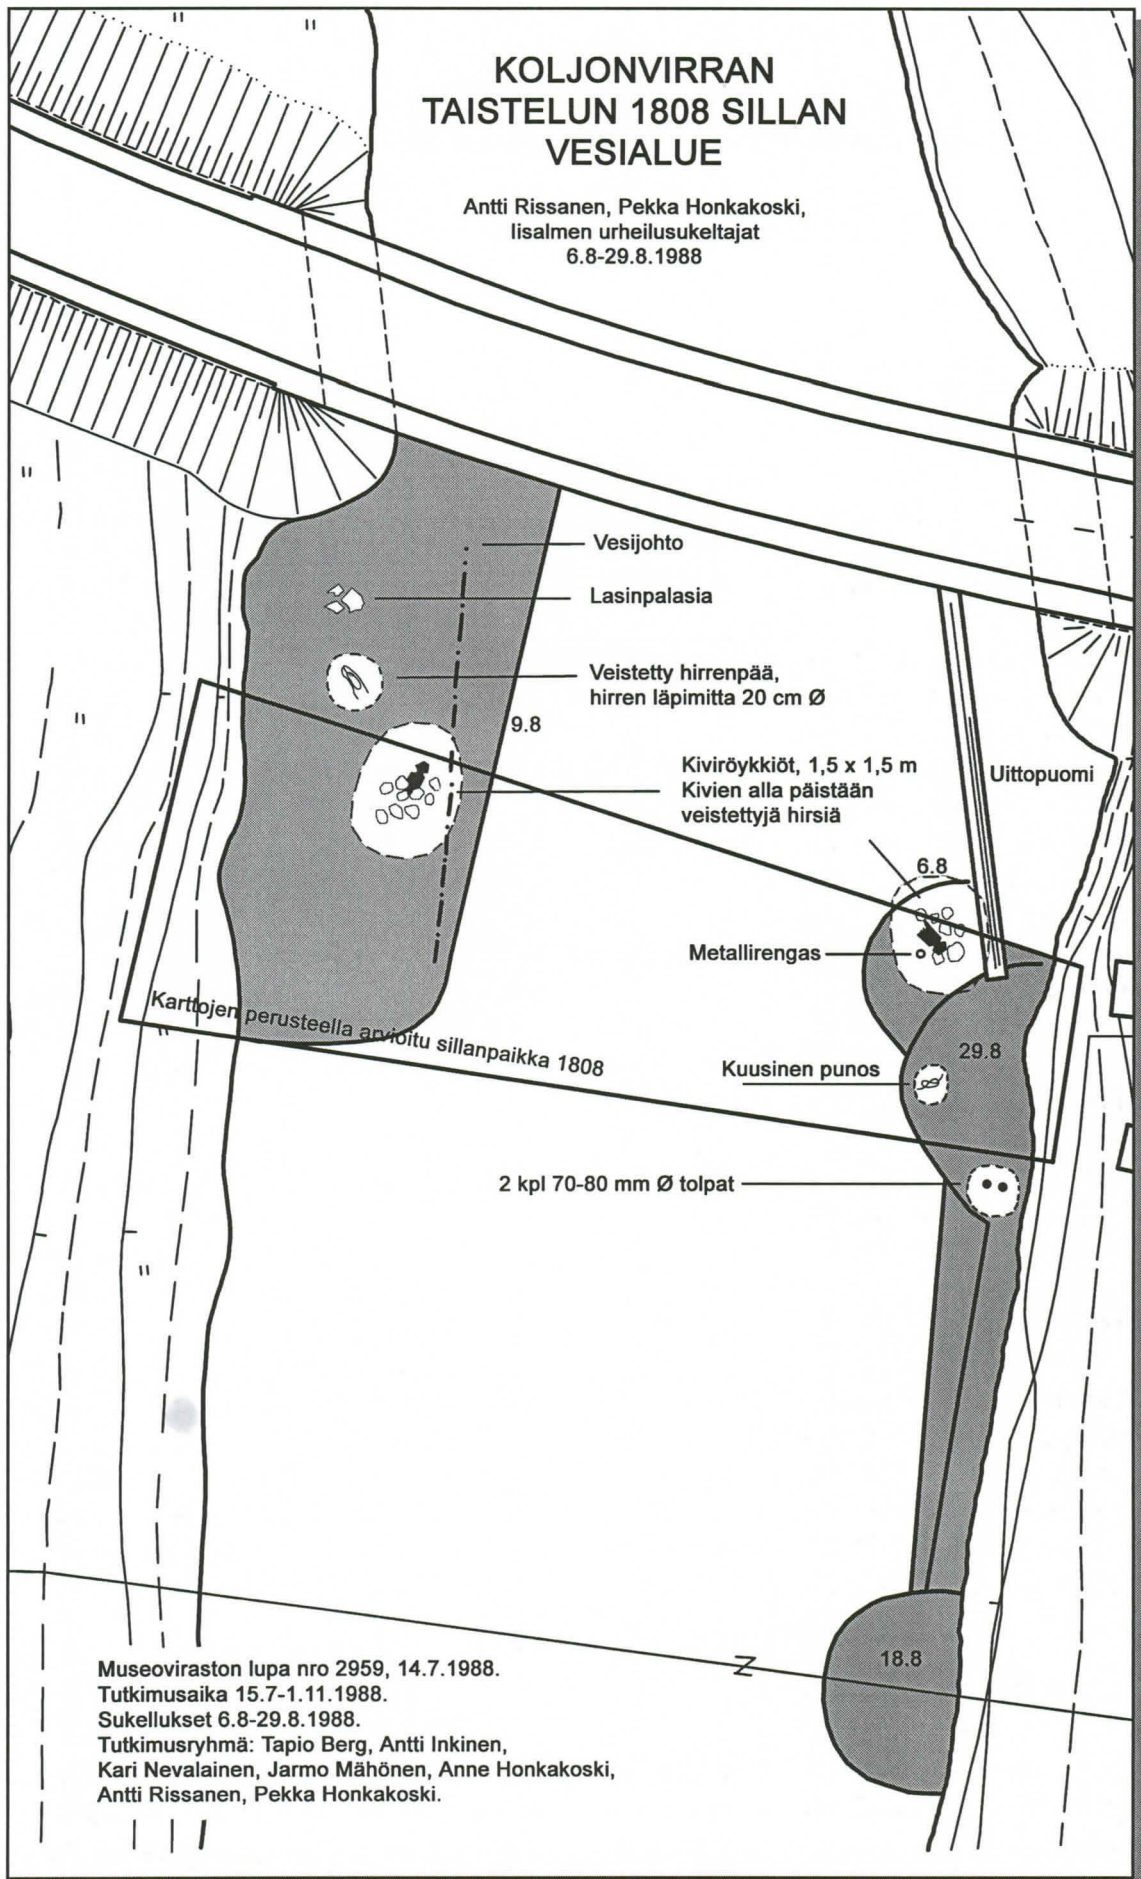 KOLJONVIRRAN
TAISTELUN 1808 SILLAN
VESIALUE
Antti Rissanen, Pekka Honkakoski,
Iisalmen urheilusukeltajat
6.8-29.8.1988
Vesijohto
Lasinpalasia
Veistetty hirrenpää,
hirren läpimitta 20 cm Ø
9.8
Kiviröykkiöt, 1,5 x 1,5 m
Kivien alla päistään
veistettyjä hirsiä
Uittopuomi
6.8
Metallirengas
Karttojen perusteella arvioitu sillanpaikka 1808
29.8
Kuusinen punos
2 kpl 70-80 mm Ø tolpat
18.8
N
Museoviraston lupa nro 2959, 14.7.1988.
Tutkimusaika 15.7-1.11.1988.
Sukellukset 6.8-29.8.1988.
Tutkimusryhmä: Tapio Berg, Antti Inkinen,
Kari Nevalainen, Jarmo Mähönen, Anne Honkakoski,
Antti Rissanen, Pekka Honkakoski.